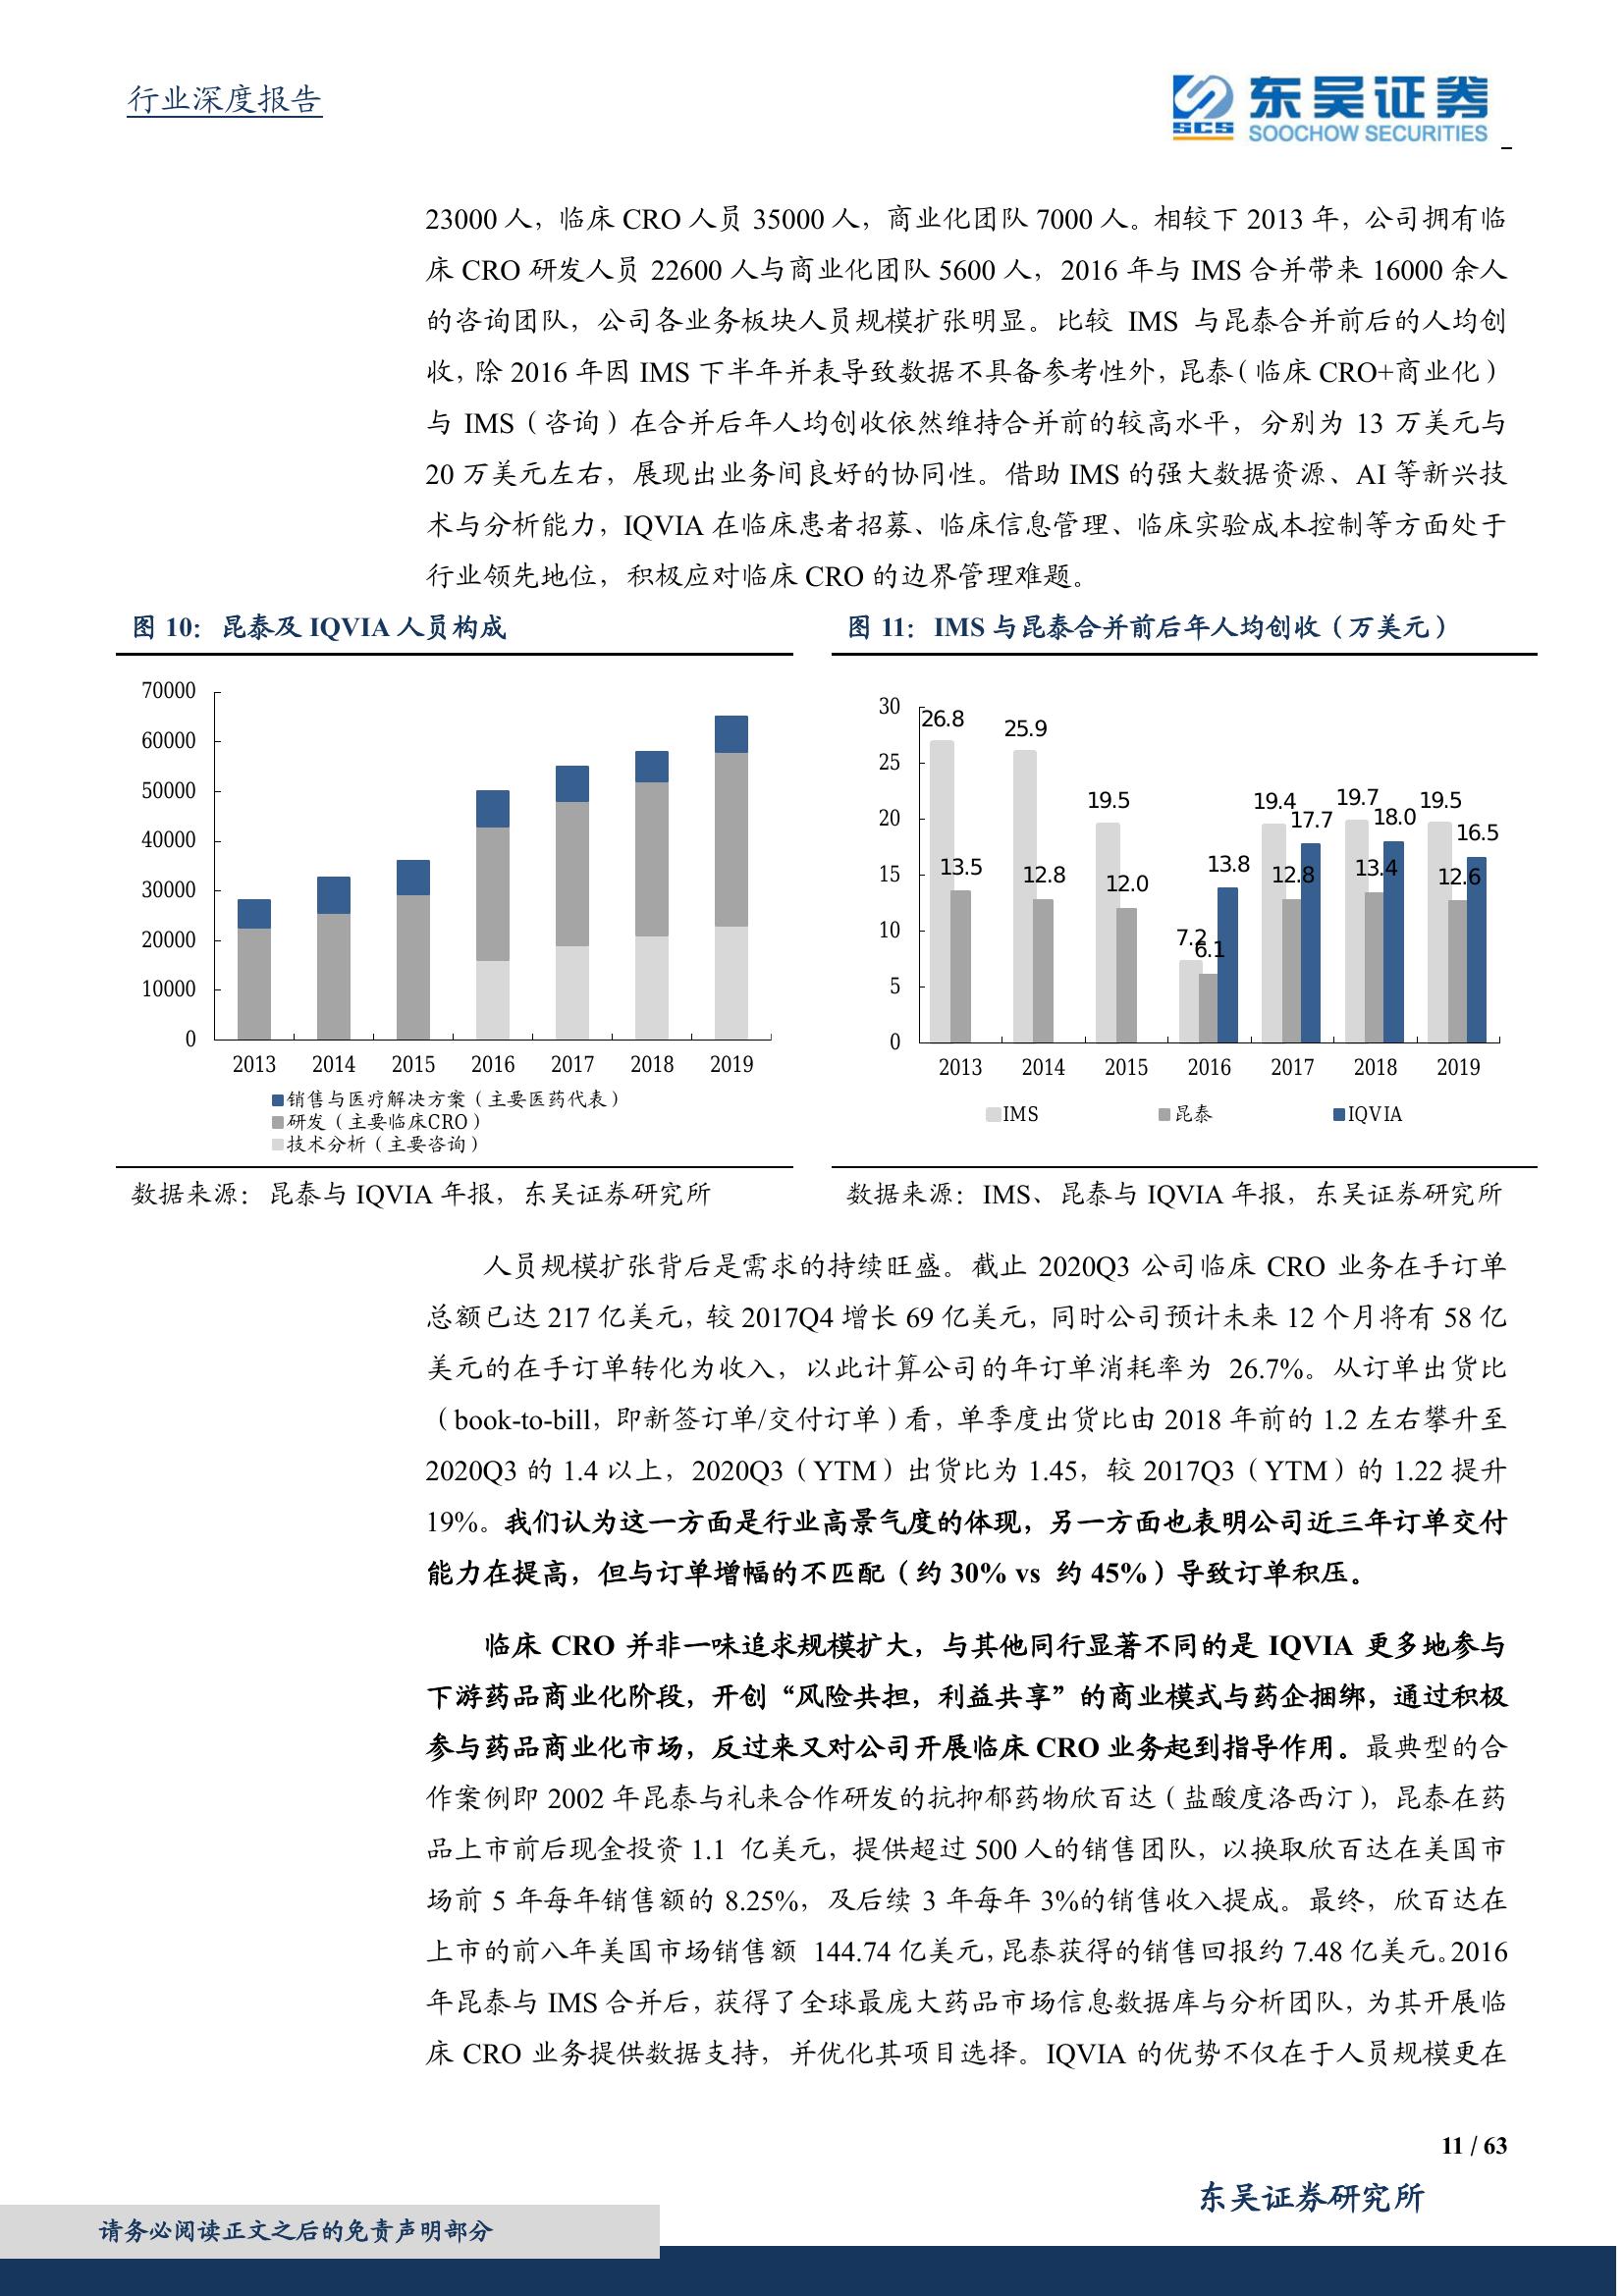 行业深度报告
东吴证券
SCS
SOOCHOW SECURITIES
23000 人，临床 CRO 人员 35000 人，商业化团队 7000 人。相较下 2013 年，公司拥有临
床 CRO 研发人员 22600 人与商业化团队 5600 人，2016 年与 IMS 合并带来 16000 余人
的咨询团队，公司各业务板块人员规模扩张明显。比较 IMS 与昆泰合并前后的人均创
收，除 2016 年因 IMS 下半年并表导致数据不具备参考性外，昆泰（临床 CRO+商业化）
与 IMS（咨询）在合并后年人均创收依然维持合并前的较高水平，分别为 13 万美元与
20 万美元左右，展现出业务间良好的协同性。借助 IMS 的强大数据资源、AI 等新兴技
术与分析能力，IQVIA 在临床患者招募、临床信息管理、临床实验成本控制等方面处于
行业领先地位，积极应对临床 CRO 的边界管理难题。
图 10：昆泰及 IQVIA 人员构成
70000
60000
50000
40000
30000
20000
10000
0
2013 2014 2015 2016 2017 2018 2019
销售与医疗解决方案（主要医药代表）
研发（主要临床CRO）
技术分析（主要咨询）
数据来源：昆泰与 IQVIA 年报，东吴证券研究所
图 11：IMS 与昆泰合并前后年人均创收（万美元）
30
25
20
15
10
5
0
26.8 25.9 19.5 7.2 19.4 19.7 19.5
13.5 12.8 12.0 6.1 12.8 13.4 12.6
13.8 17.7 18.0 16.5
2013 2014 2015 2016 2017 2018 2019
IMS 昆泰 IQVIA
数据来源：IMS、昆泰与 IQVIA 年报，东吴证券研究所
人员规模扩张背后是需求的持续旺盛。截止 2020Q3 公司临床 CRO 业务在手订单
总额已达 217 亿美元，较 2017Q4 增长 69 亿美元，同时公司预计未来 12 个月将有 58 亿
美元的在手订单转化为收入，以此计算公司的年订单消耗率为 26.7%。从订单出货比
（book-to-bill，即新签订单/交付订单）看，单季度出货比由 2018 年前的 1.2 左右攀升至
2020Q3 的 1.4 以上，2020Q3（YTM）出货比为 1.45，较 2017Q3（YTM）的 1.22 提升
19%。我们认为这一方面是行业高景气度的体现，另一方面也表明公司近三年订单交付
能力在提高，但与订单增幅的不匹配（约 30% vs 约 45%）导致订单积压。
临床 CRO 并非一味追求规模扩大，与其他同行显著不同的是 IQVIA 更多地参与
下游药品商业化阶段，开创“风险共担，利益共享”的商业模式与药企捆绑，通过积极
参与药品商业化市场，反过来又对公司开展临床 CRO 业务起到指导作用。最典型的合
作案例即 2002 年昆泰与礼来合作研发的抗抑郁药物欣百达（盐酸度洛西汀），昆泰在药
品上市前后现金投资 1.1 亿美元，提供超过 500 人的销售团队，以换取欣百达在美国市
场前 5 年每年销售额的 8.25%，及后续 3 年每年 3%的销售收入提成。最终，欣百达在
上市的前八年美国市场销售额 144.74 亿美元，昆泰获得的销售回报约 7.48 亿美元。2016
年昆泰与 IMS 合并后，获得了全球最庞大药品市场信息数据库与分析团队，为其开展临
床 CRO 业务提供数据支持，并优化其项目选择。IQVIA 的优势不仅在于人员规模更在
11 / 63
东吴证券研究所
请务必阅读正文之后的免责声明部分